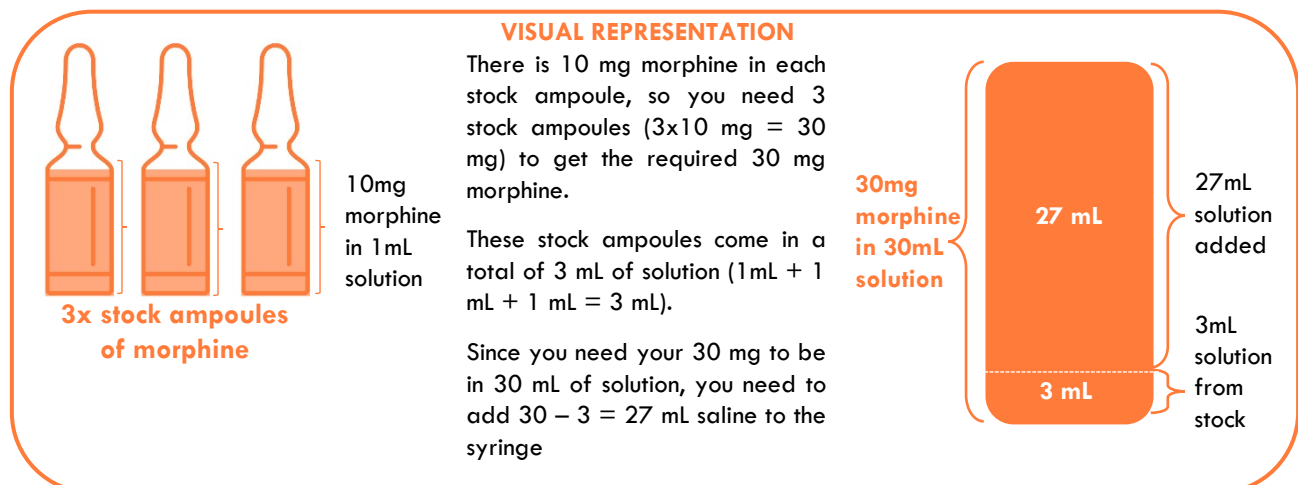 VISUAL REPRESENTATION
There is 10 mg morphine in each
stock ampoule, so you need 3
stock ampoules (3x10 mg = 30
mg) to get the required 30 mg
morphine.
These stock ampoules come in a
total of 3 mL of solution (1mL + 1
mL + 1 mL = 3 mL).
Since you need your 30 mg to be
in 30 mL of solution, you need to
add 30 – 3 = 27 mL saline to the
syringe
10mg
morphine
in 1mL
solution
3x stock ampoules
of morphine
30mg
morphine
in 30mL
solution
27 mL
3 mL
27mL
solution
added
3mL
solution
from
stock